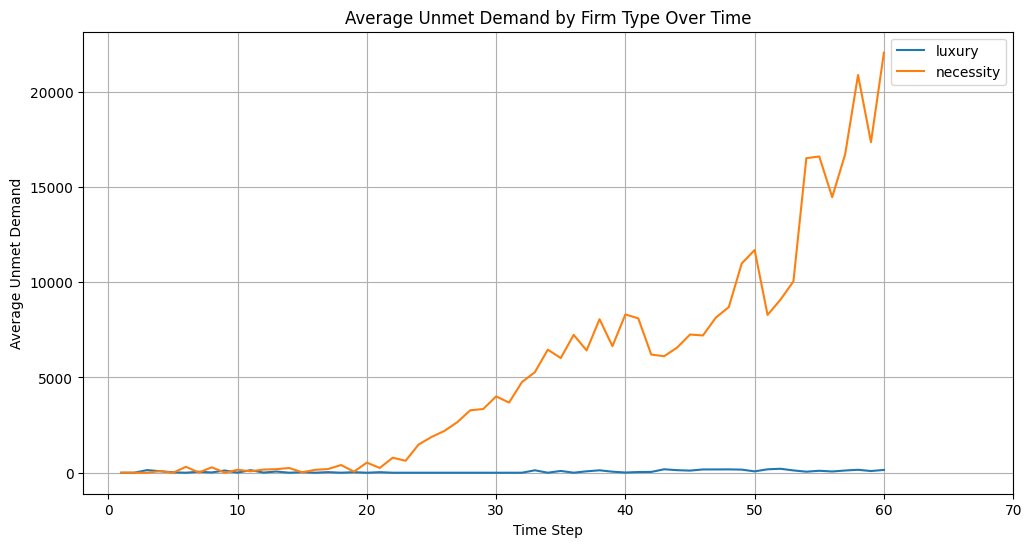 Average Unmet Demand by Firm Type Over Time
luxury
necessity
Average Unmet Demand
20000
15000
10000
5000
0
0 10 20 30 40 50 60 70
Time Step